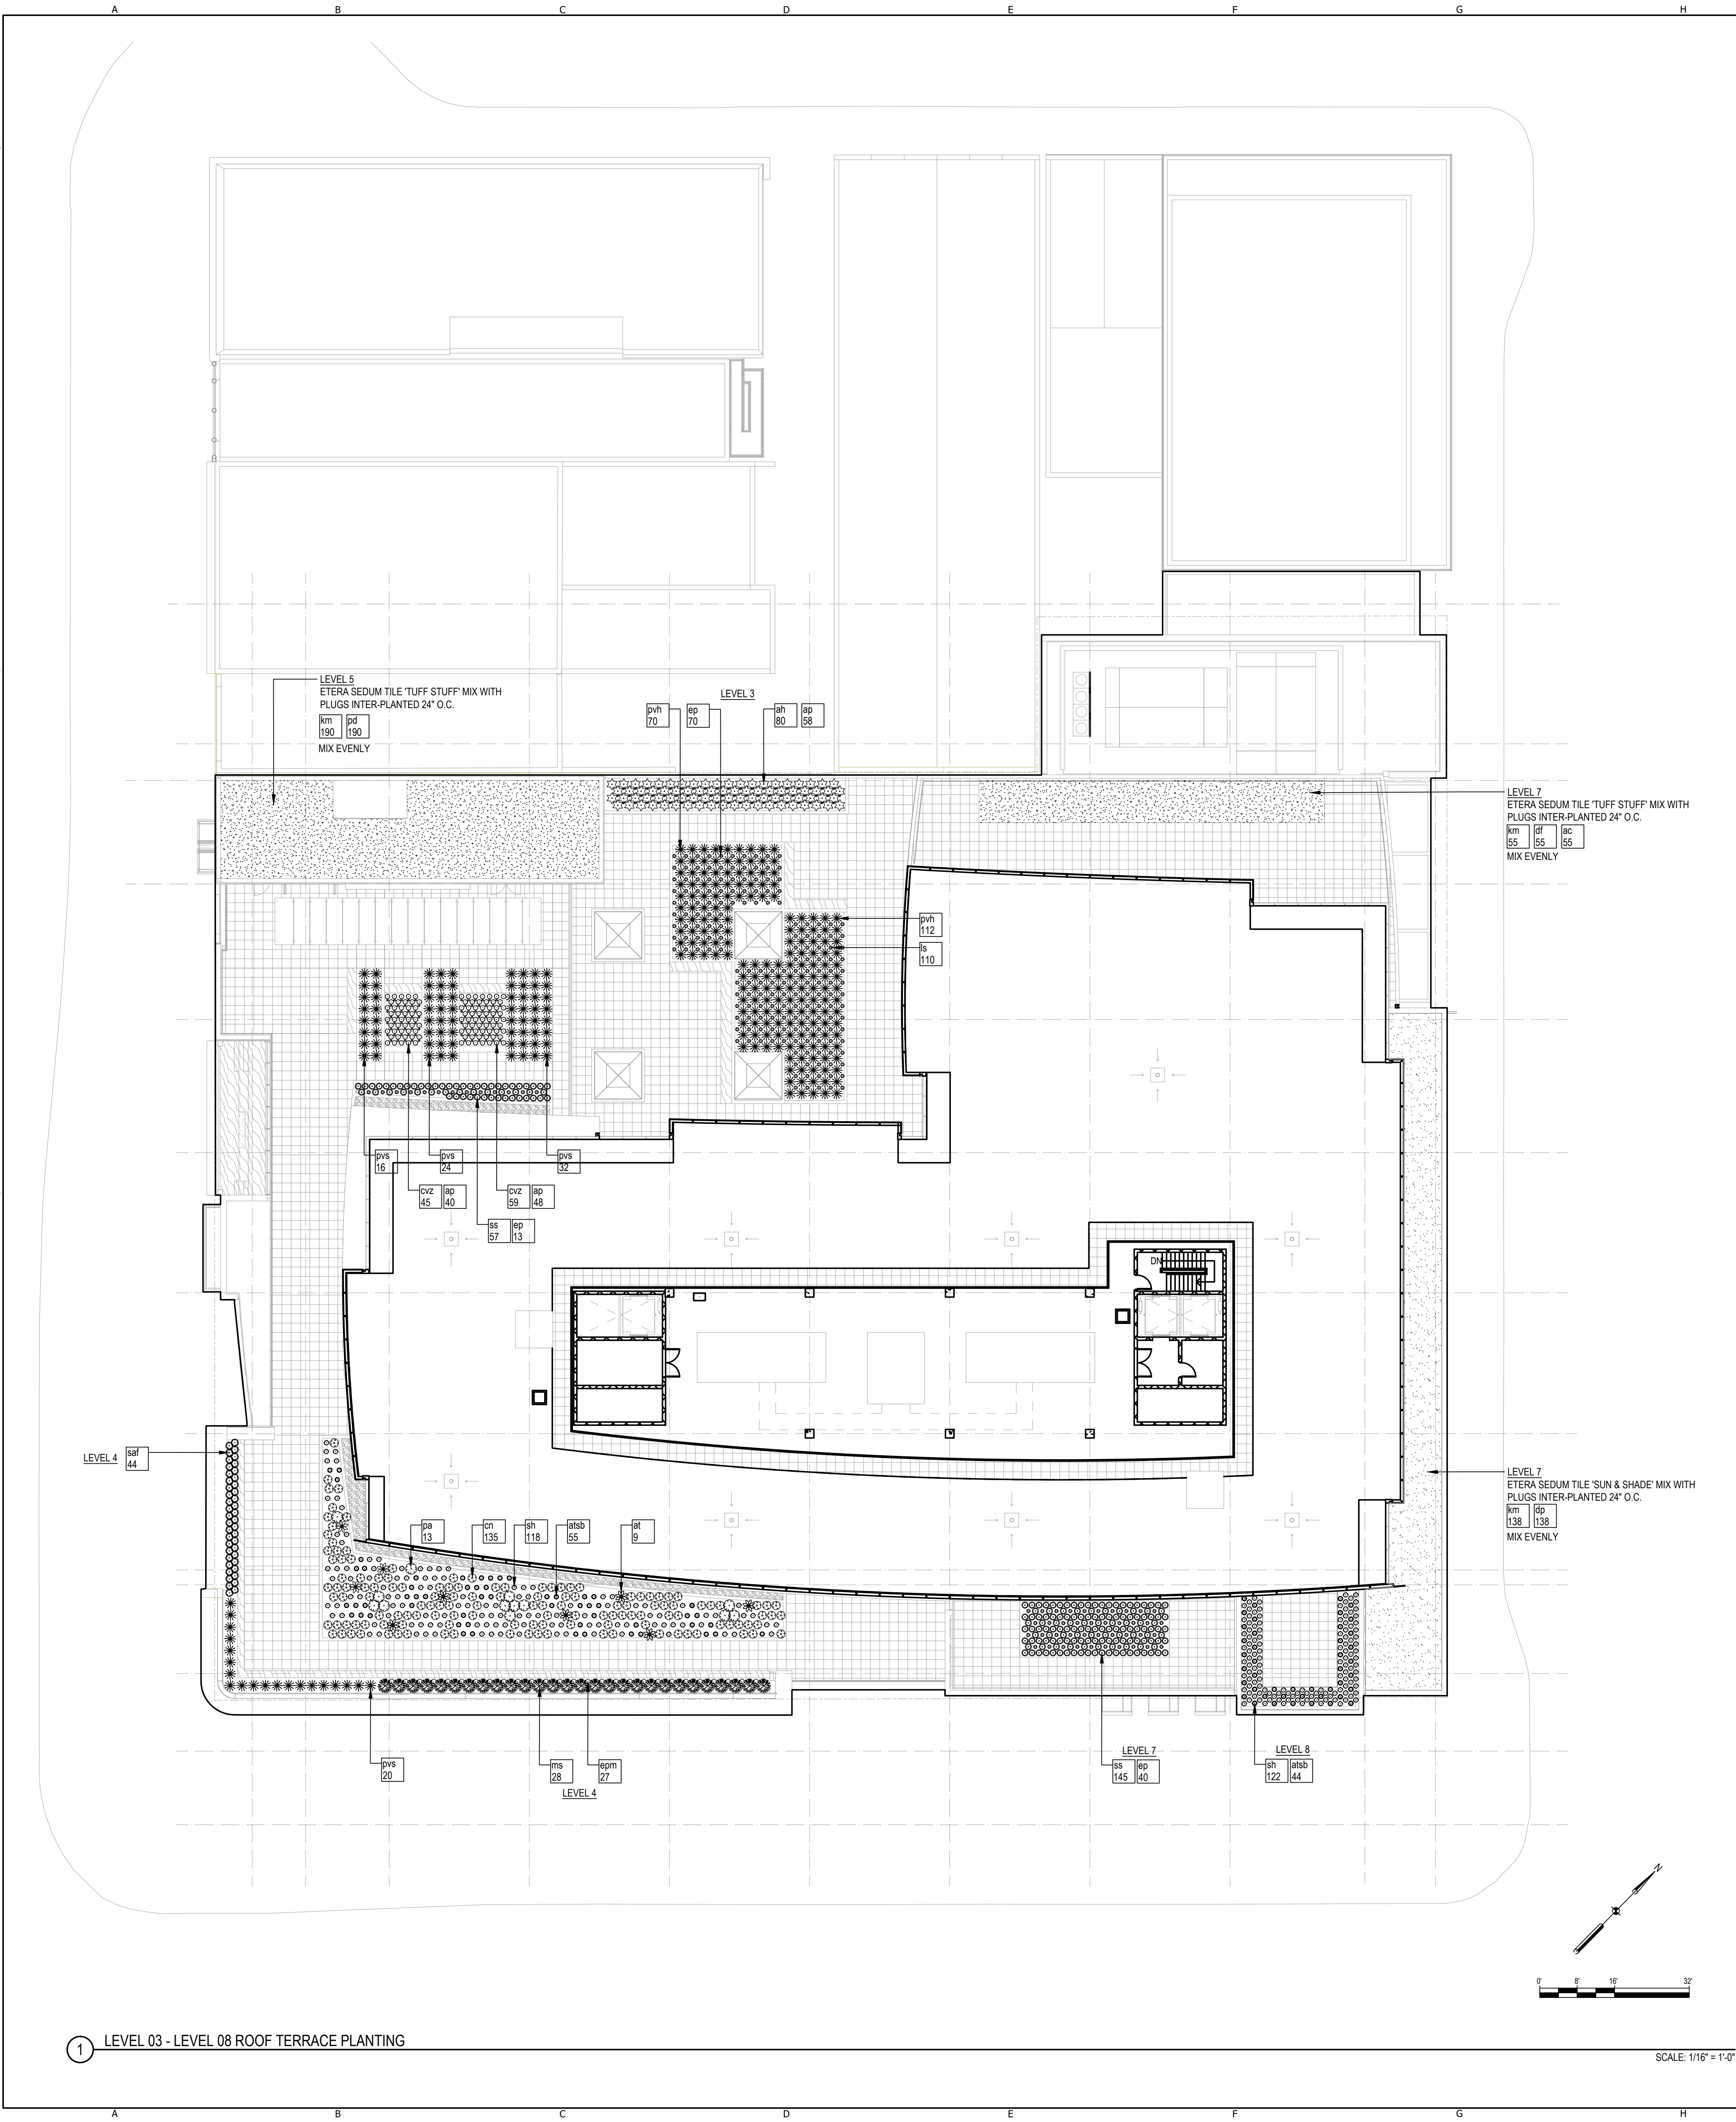 A B C D E F G H
LEVEL 5
ETERA SEDUM TILE 'TUFF STUFF' MIX WITH
PLUGS INTER-PLANTED 24" O.C.
km pd
190 190
MIX EVENLY
LEVEL 3
pvh ep ah ap
70 70 80 58
LEVEL 7
ETERA SEDUM TILE 'TUFF STUFF' MIX WITH
PLUGS INTER-PLANTED 24" O.C.
km df ac
55 55 55
MIX EVENLY
pvh
112
ls
110
pvs pvs pvs
16 24 32
cvz ap cvz ap
45 40 59 48
ss ep
57 13
DN
LEVEL 4
saf
44
LEVEL 7
ETERA SEDUM TILE 'SUN & SHADE' MIX WITH
PLUGS INTER-PLANTED 24" O.C.
km dp
138 138
MIX EVENLY
pa cn sh atsb at
13 135 118 55 9
pvs
20
ms epm
28 27
LEVEL 4
LEVEL 7
ss ep
145 40
LEVEL 8
sh atsb
122 44
N
0' 8' 16' 32'
1 LEVEL 03 - LEVEL 08 ROOF TERRACE PLANTING
SCALE: 1/16" = 1'-0"
A B C D E F G H